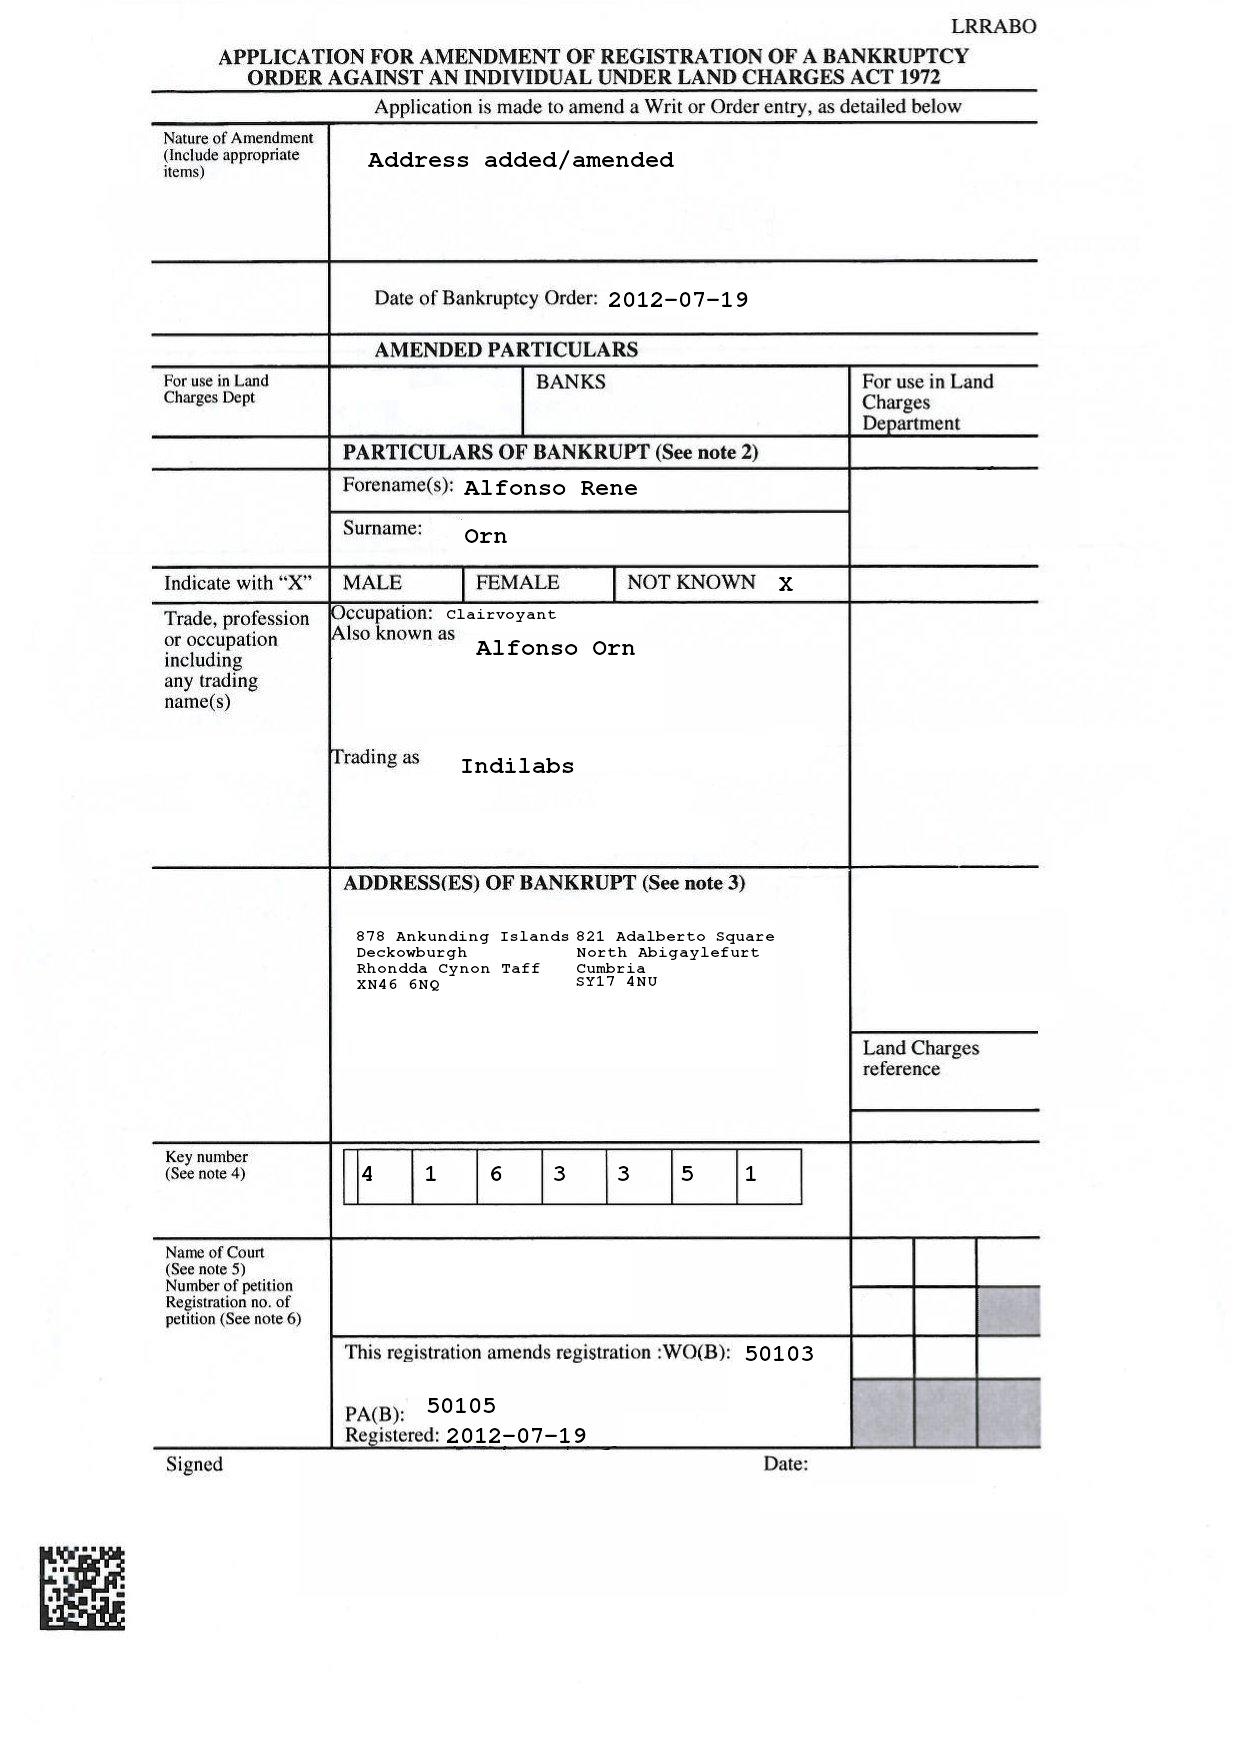 LRRABO
APPLICATION FOR AMENDMENT OF REGISTRATION OF A BANKRUPTCY
ORDER AGAINST AN INDIVIDUAL UNDER LAND CHARGES ACT 1972
Application is made to amend a Writ or Order entry, as detailed below
Nature of Amendment
(Include appropriate
items)
Address added/amended
Date of Bankruptcy Order: 2012-07-19
AMENDED PARTICULARS
For use in Land
Charges Dept
BANKS
For use in Land
Charges
Department
PARTICULARS OF BANKRUPT (See note 2)
Forename(s): Alfonso Rene
Surname: Orn
Indicate with “X” MALE FEMALE NOT KNOWN X
Trade, profession
or occupation
including
any trading
name(s)
Occupation: Clairvoyant
Also known as
Alfonso Orn
Trading as Indilabs
ADDRESS(ES) OF BANKRUPT (See note 3)
878 Ankunding Islands
Deckowburgh
Rhondda Cynon Taff
XN46 6NQ
821 Adalberto Square
North Abigaylefurt
Cumbria
SY17 4NU
Land Charges
reference
Key number
(See note 4)
4 1 6 3 3 5 1
Name of Court
(See note 5)
Number of petition
Registration no. of
petition (See note 6)
This registration amends registration :WO(B): 50103
PA(B): 50105
Registered: 2012-07-19
Signed Date: